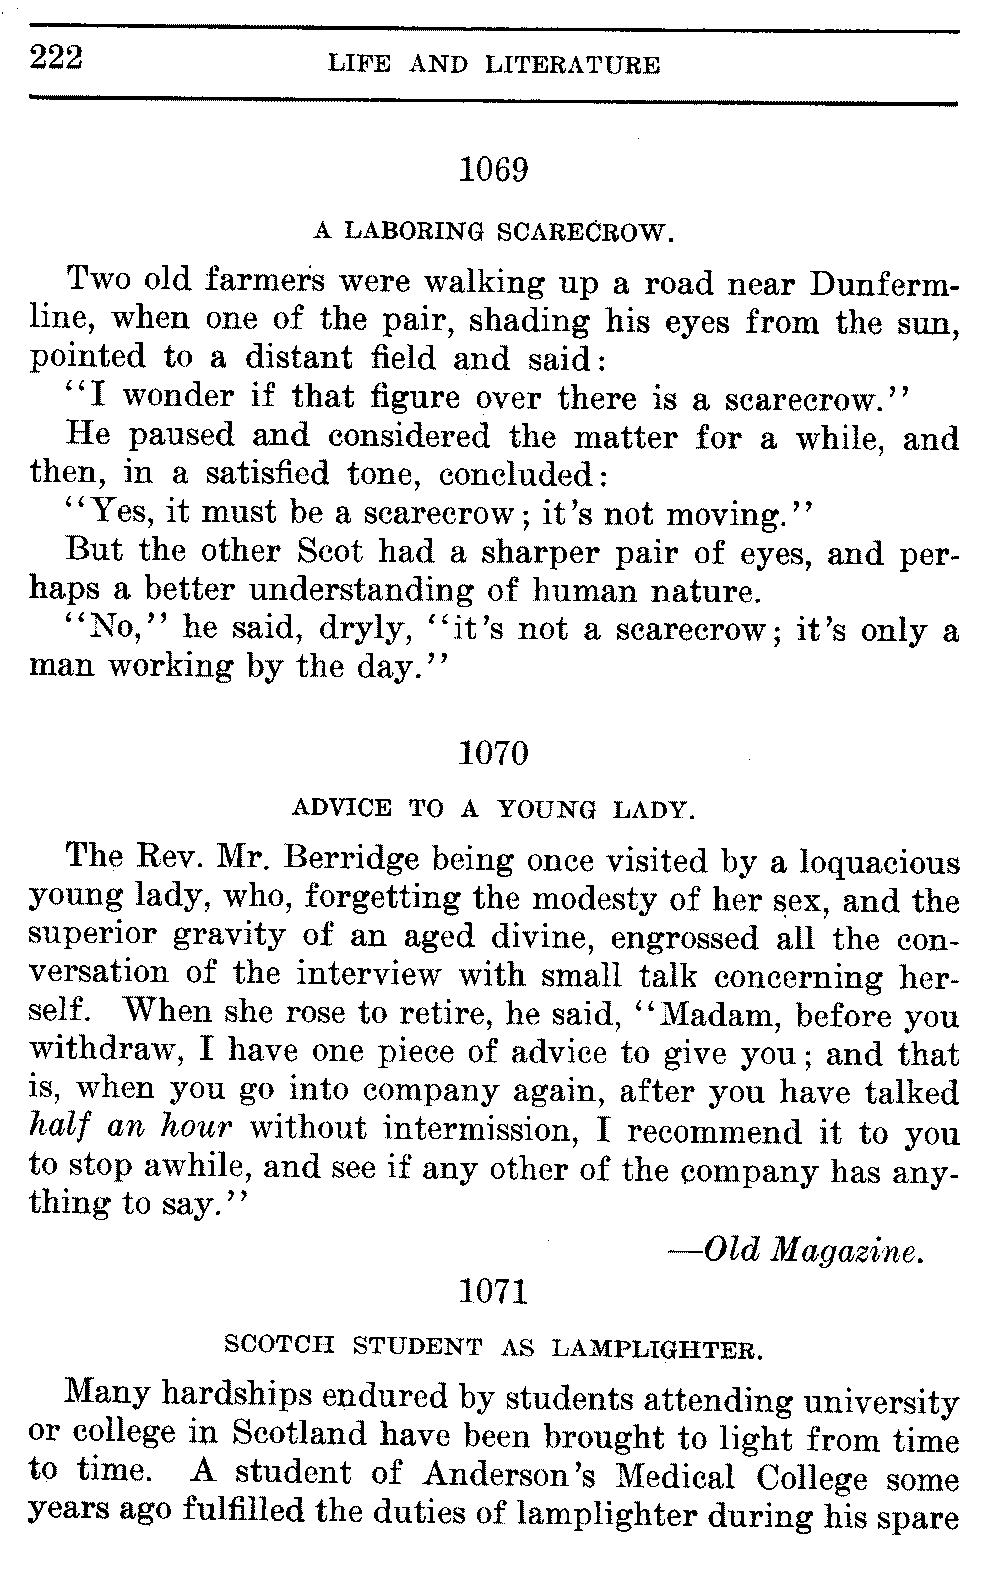 222 LIFE AND LITERATURE
1069
A LABORING SCARECROW.
Two old farmers were walking up a road near Dunferm-
line, when one of the pair, shading his eyes from the sun,
pointed to a distant field and said:
"I wonder if that figure over there is a scarecrow."
He paused and considered the matter for a while, and
then, in a satisfied tone, concluded:
"Yes, it must be a scarecrow; it's not moving."
But the other Scot had a sharper pair of eyes, and per-
haps a better understanding of human nature.
"No," he said, dryly, "it's not a scarecrow; it's only a
man working by the day."
1070
ADVICE TO A YOUNG LADY.
The Rev. Mr. Berridge being once visited by a loquacious
young lady, who, forgetting the modesty of her sex, and the
superior gravity of an aged divine, engrossed all the con-
versation of the interview with small talk concerning her-
self. When she rose to retire, he said, "Madam, before you
withdraw, I have one piece of advice to give you; and that
is, when you go into company again, after you have talked
half an hour without intermission, I recommend it to you
to stop awhile, and see if any other of the company has any-
thing to say."
—Old Magazine.
1071
SCOTCH STUDENT AS LAMPLIGHTER.
Many hardships endured by students attending university
or college in Scotland have been brought to light from time
to time. A student of Anderson's Medical College some
years ago fulfilled the duties of lamplighter during his spare